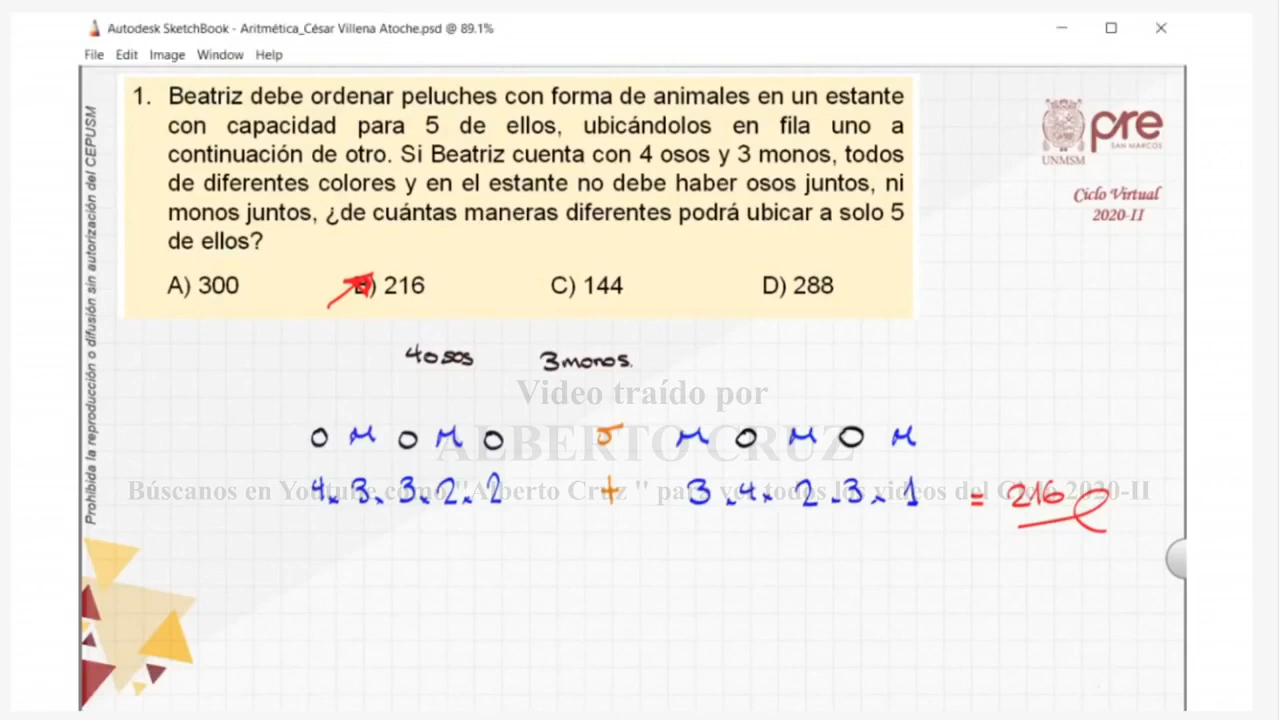 Autodesk SketchBook - Aritmética_César Villena Atoche.psd @ 89.1%
File Edit Image Window Help
Prohibida la reproducción o difusión sin autorización del CEPUSM
1. Beatriz debe ordenar peluches con forma de animales en un estante
con capacidad para 5 de ellos, ubicándolos en fila uno a
continuación de otro. Si Beatriz cuenta con 4 osos y 3 monos, todos
de diferentes colores y en el estante no debe haber osos juntos, ni
monos juntos, ¿de cuántas maneras diferentes podrá ubicar a solo 5
de ellos?
A) 300 B) 216 C) 144 D) 288
UNMSM
pre
SAN MARCOS
Ciclo Virtual
2020-II
4 osos 3 monos.
Video traído por
ALBERTO CRUZ
O M O M O σ M O M O M
Búscanos en Youtube como "Alberto Cruz " para ver todos los videos del Ciclo 2020-II
4 . 3 . 3 . 2 . 2 + 3 . 4 . 2 . 3 . 1 = 216